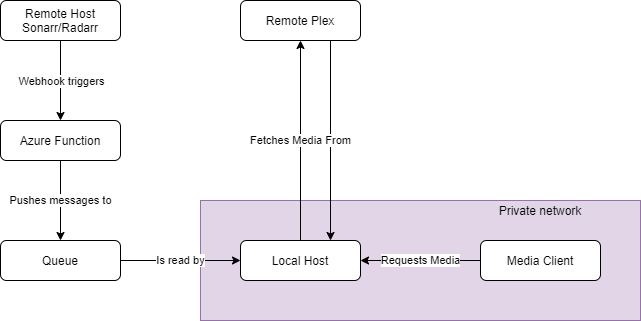 Remote Host
Sonarr/Radarr
Remote Plex
Webhook triggers
Azure Function
Fetches Media From
Pushes messages to
Private network
Queue
Is read by
Local Host
Requests Media
Media Client